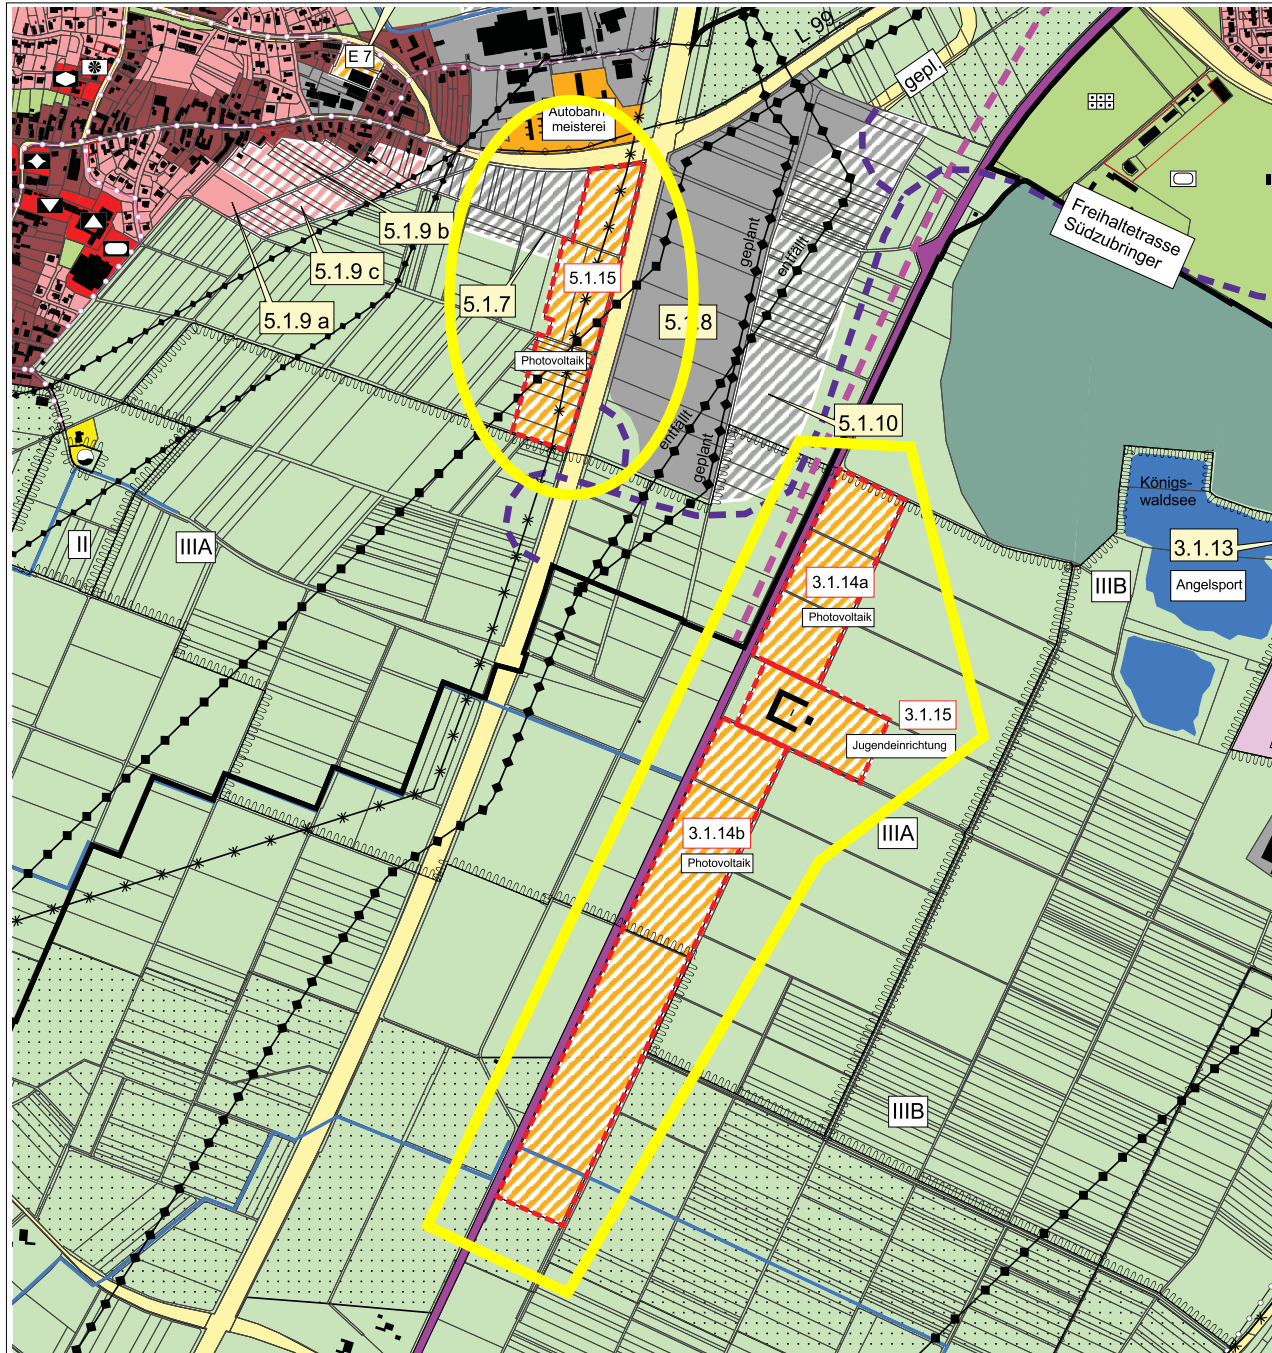 E 7
L 99
gepl.
Autobahn
meisterei
Freihaltetrasse
Südzubringer
5.1.9 b
5.1.9 c
5.1.9 a
5.1.7
5.1.15
Photovoltaik
5.1.8
geplant
entfällt
entfällt
geplant
5.1.10
Königs-
waldsee
3.1.13
Angelsport
II
IIIA
IIIB
3.1.14a
Photovoltaik
3.1.15
Jugendeinrichtung
3.1.14b
Photovoltaik
IIIA
IIIB